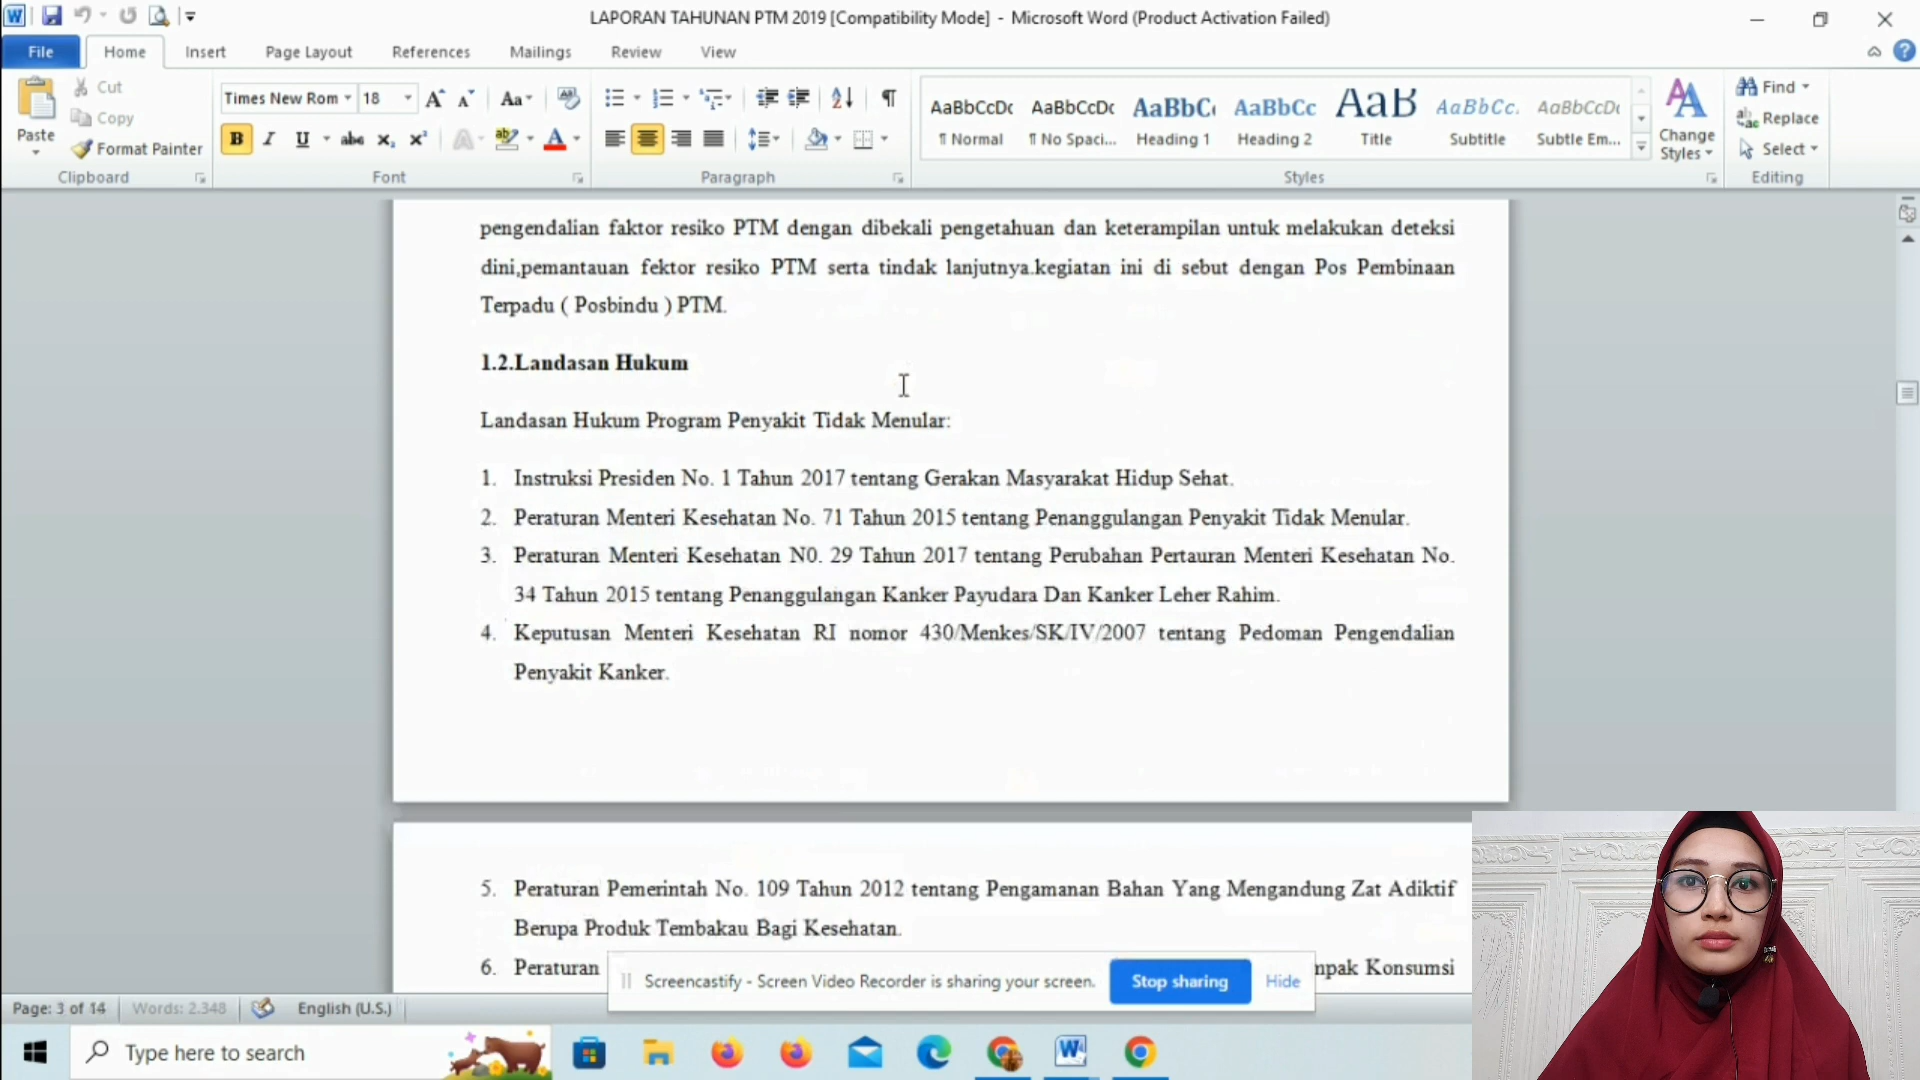 LAPORAN TAHUNAN PTM 2019 [Compatibility Mode] - Microsoft Word (Product Activation Failed)
File Home Insert Page Layout References Mailings Review View
Paste
Cut
Copy
Format Painter
Clipboard
Times New Rom 18
Font
Paragraph
AaBbCcDc AaBbCcDc AaBbC AaBbCc AaB AaBbCc. AaBbCcDc
¶ Normal ¶ No Spaci... Heading 1 Heading 2 Title Subtitle Subtle Em...
Change Styles
Styles
Find
Replace
Select
Editing
pengendalian faktor resiko PTM dengan dibekali pengetahuan dan keterampilan untuk melakukan deteksi
dini,pemantauan fektor resiko PTM serta tindak lanjutnya.kegiatan ini di sebut dengan Pos Pembinaan
Terpadu ( Posbindu ) PTM.
1.2.Landasan Hukum
Landasan Hukum Program Penyakit Tidak Menular:
1. Instruksi Presiden No. 1 Tahun 2017 tentang Gerakan Masyarakat Hidup Sehat.
2. Peraturan Menteri Kesehatan No. 71 Tahun 2015 tentang Penanggulangan Penyakit Tidak Menular.
3. Peraturan Menteri Kesehatan N0. 29 Tahun 2017 tentang Perubahan Pertauran Menteri Kesehatan No.
34 Tahun 2015 tentang Penanggulangan Kanker Payudara Dan Kanker Leher Rahim.
4. Keputusan Menteri Kesehatan RI nomor 430/Menkes/SK/IV/2007 tentang Pedoman Pengendalian
Penyakit Kanker.
5. Peraturan Pemerintah No. 109 Tahun 2012 tentang Pengamanan Bahan Yang Mengandung Zat Adiktif
Berupa Produk Tembakau Bagi Kesehatan.
6. Peraturan mpak Konsumsi
Screencastify - Screen Video Recorder is sharing your screen. Stop sharing Hide
Page: 3 of 14 Words: 2.348 English (U.S.)
Type here to search